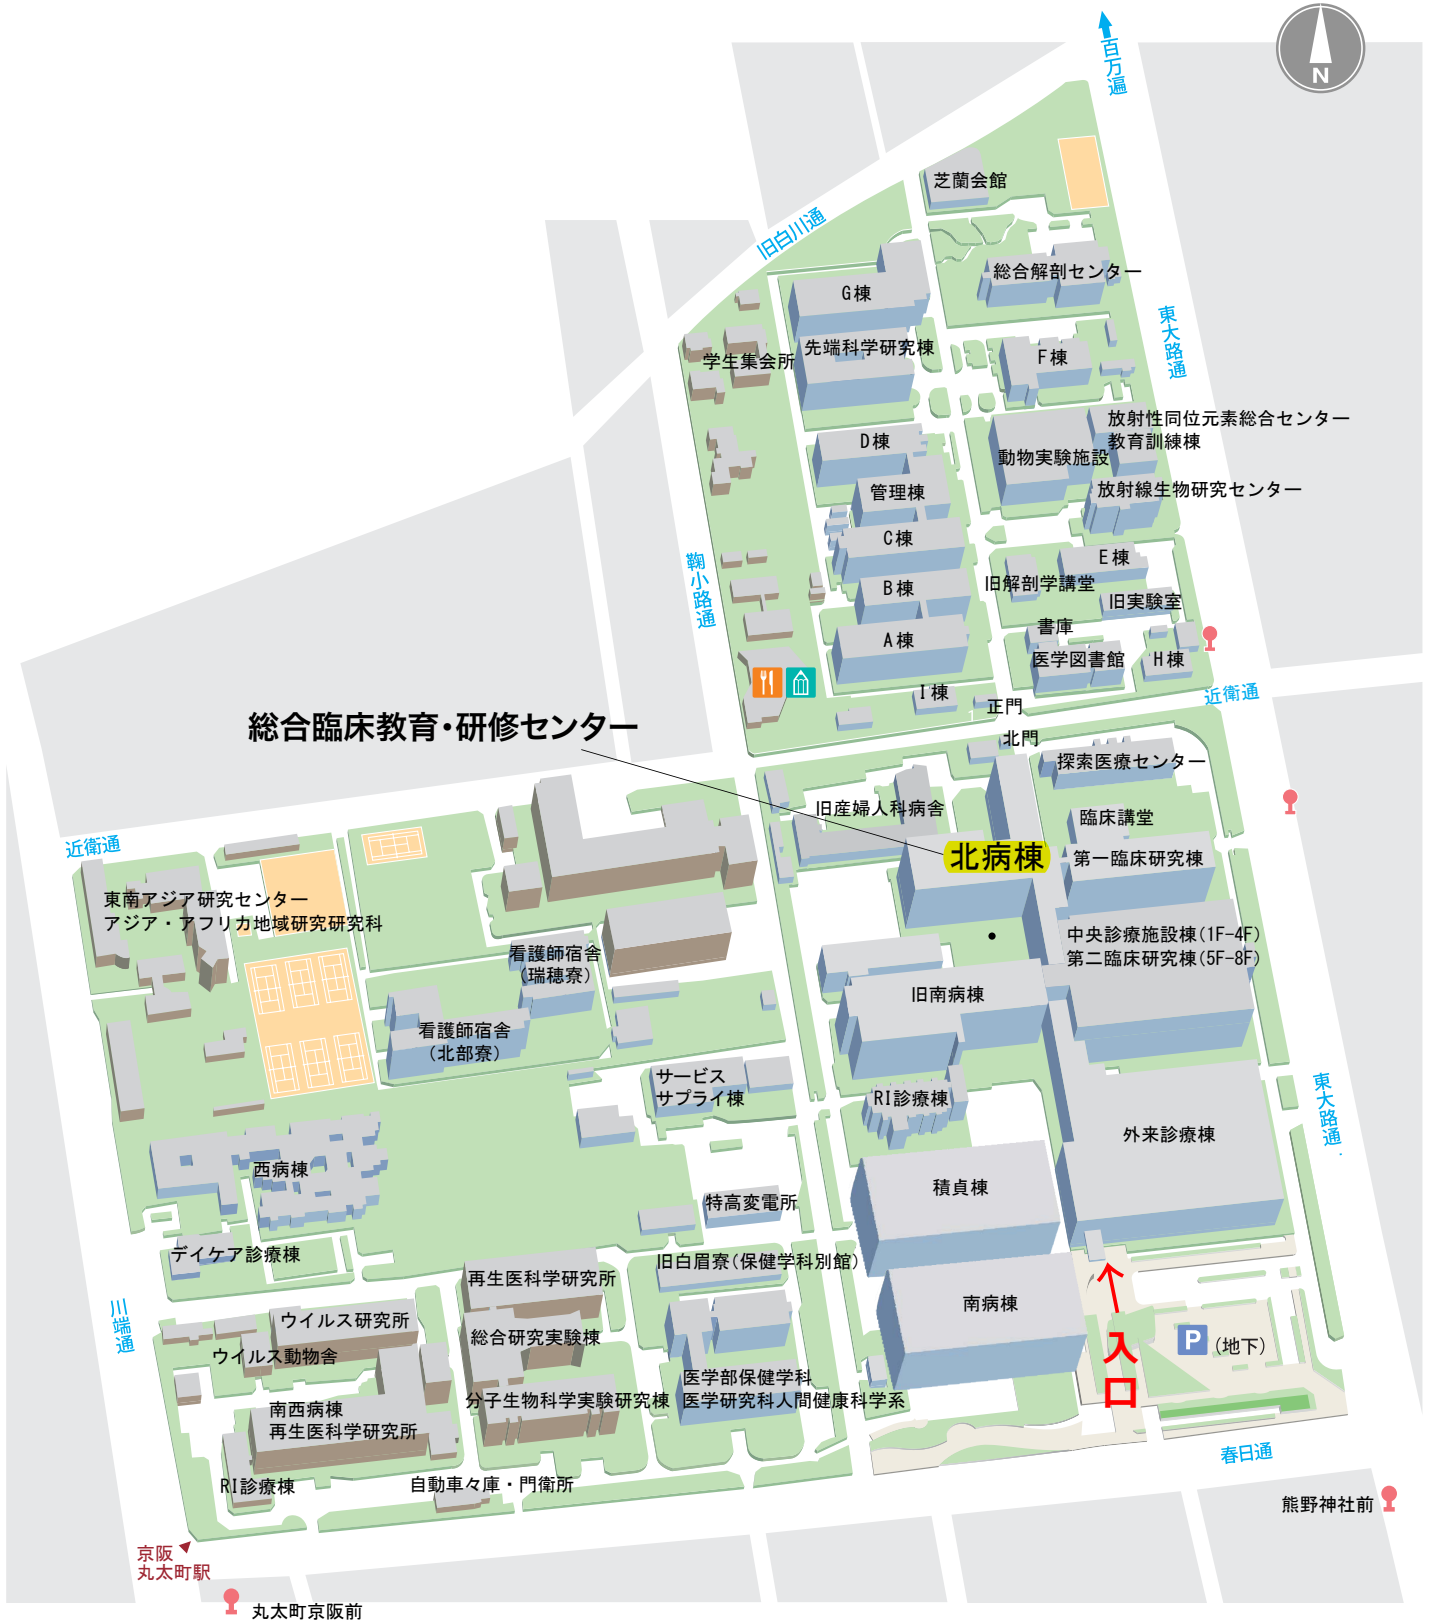 百万遍
N
芝蘭会館
旧白川通
総合解剖センター
G棟
東大路通
先端科学研究棟
学生集会所
F棟
放射性同位元素総合センター
教育訓練棟
D棟
動物実験施設
管理棟
放射線生物研究センター
C棟
鞠小路通
E棟
旧解剖学講堂
B棟
旧実験室
書庫
A棟
医学図書館
H棟
I棟
近衛通
正門
総合臨床教育・研修センター
北門
探索医療センター
旧産婦人科病舎
臨床講堂
近衛通
北病棟
第一臨床研究棟
東南アジア研究センター
アジア・アフリカ地域研究研究科
中央診療施設棟(1F-4F)
第二臨床研究棟(5F-8F)
看護師宿舎
(瑞穂寮)
旧南病棟
看護師宿舎
(北部寮)
サービス
サプライ棟
RI診療棟
東大路通
外来診療棟
西病棟
積貞棟
特高変電所
デイケア診療棟
旧白眉寮(保健学科別館)
再生医科学研究所
南病棟
川端通
ウイルス研究所
総合研究実験棟
P
(地下)
入口
ウイルス動物舎
医学部保健学科
医学研究科人間健康科学系
分子生物科学実験研究棟
南西病棟
再生医科学研究所
春日通
RI診療棟
自動車々庫・門衛所
熊野神社前
京阪
丸太町駅
丸太町京阪前